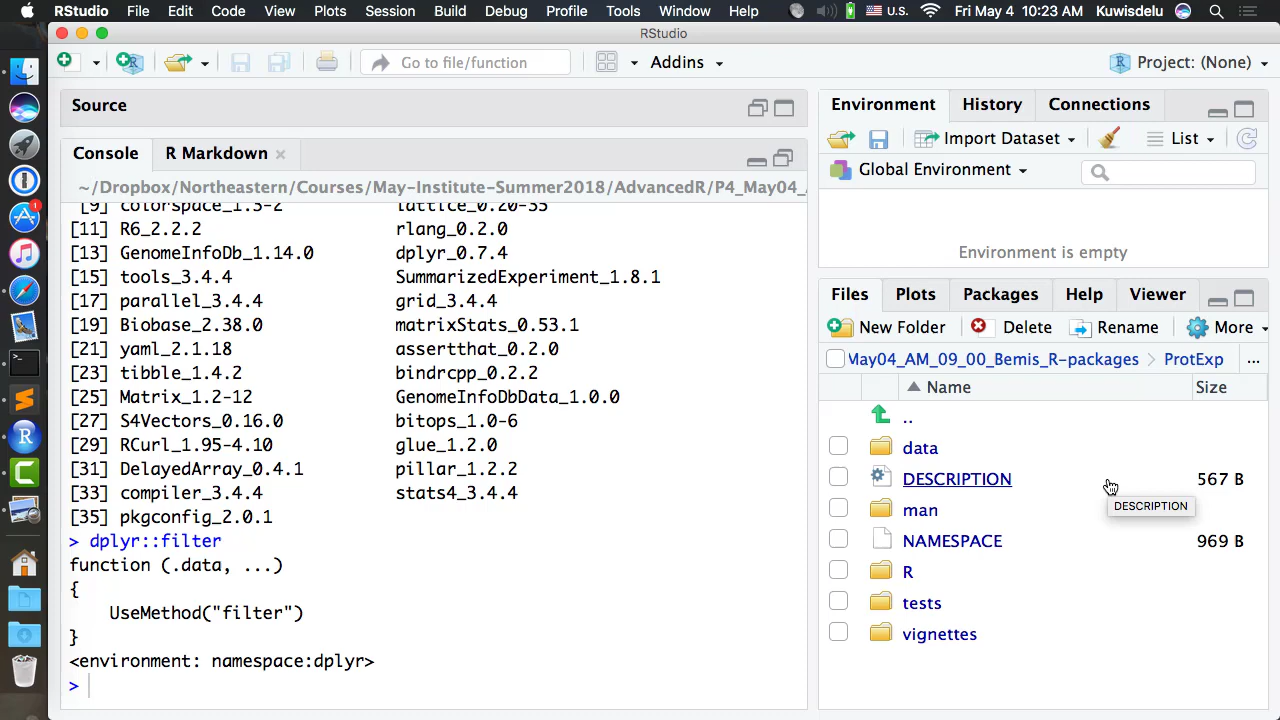 RStudio File Edit Code View Plots Session Build Debug Profile Tools Window Help U.S. Fri May 4 10:23 AM Kuwisdelu
RStudio
Go to file/function Addins Project: (None)
Source
Console R Markdown
~/Dropbox/Northeastern/Courses/May-Institute-Summer2018/AdvancedR/P4_May04_
[9] colorspace_1.3-2 lattice_0.20-35
[11] R6_2.2.2 rlang_0.2.0
[13] GenomeInfoDb_1.14.0 dplyr_0.7.4
[15] tools_3.4.4 SummarizedExperiment_1.8.1
[17] parallel_3.4.4 grid_3.4.4
[19] Biobase_2.38.0 matrixStats_0.53.1
[21] yaml_2.1.18 assertthat_0.2.0
[23] tibble_1.4.2 bindrcpp_0.2.2
[25] Matrix_1.2-12 GenomeInfoDbData_1.0.0
[27] S4Vectors_0.16.0 bitops_1.0-6
[29] RCurl_1.95-4.10 glue_1.2.0
[31] DelayedArray_0.4.1 pillar_1.2.2
[33] compiler_3.4.4 stats4_3.4.4
[35] pkgconfig_2.0.1
> dplyr::filter
function (.data, ...)
{
UseMethod("filter")
}
<environment: namespace:dplyr>
>
Environment History Connections
Import Dataset List
Global Environment
Environment is empty
Files Plots Packages Help Viewer
New Folder Delete Rename More
May04_AM_09_00_Bemis_R-packages ProtExp ...
Name Size
..
data
DESCRIPTION 567 B
DESCRIPTION
man
NAMESPACE 969 B
R
tests
vignettes
1